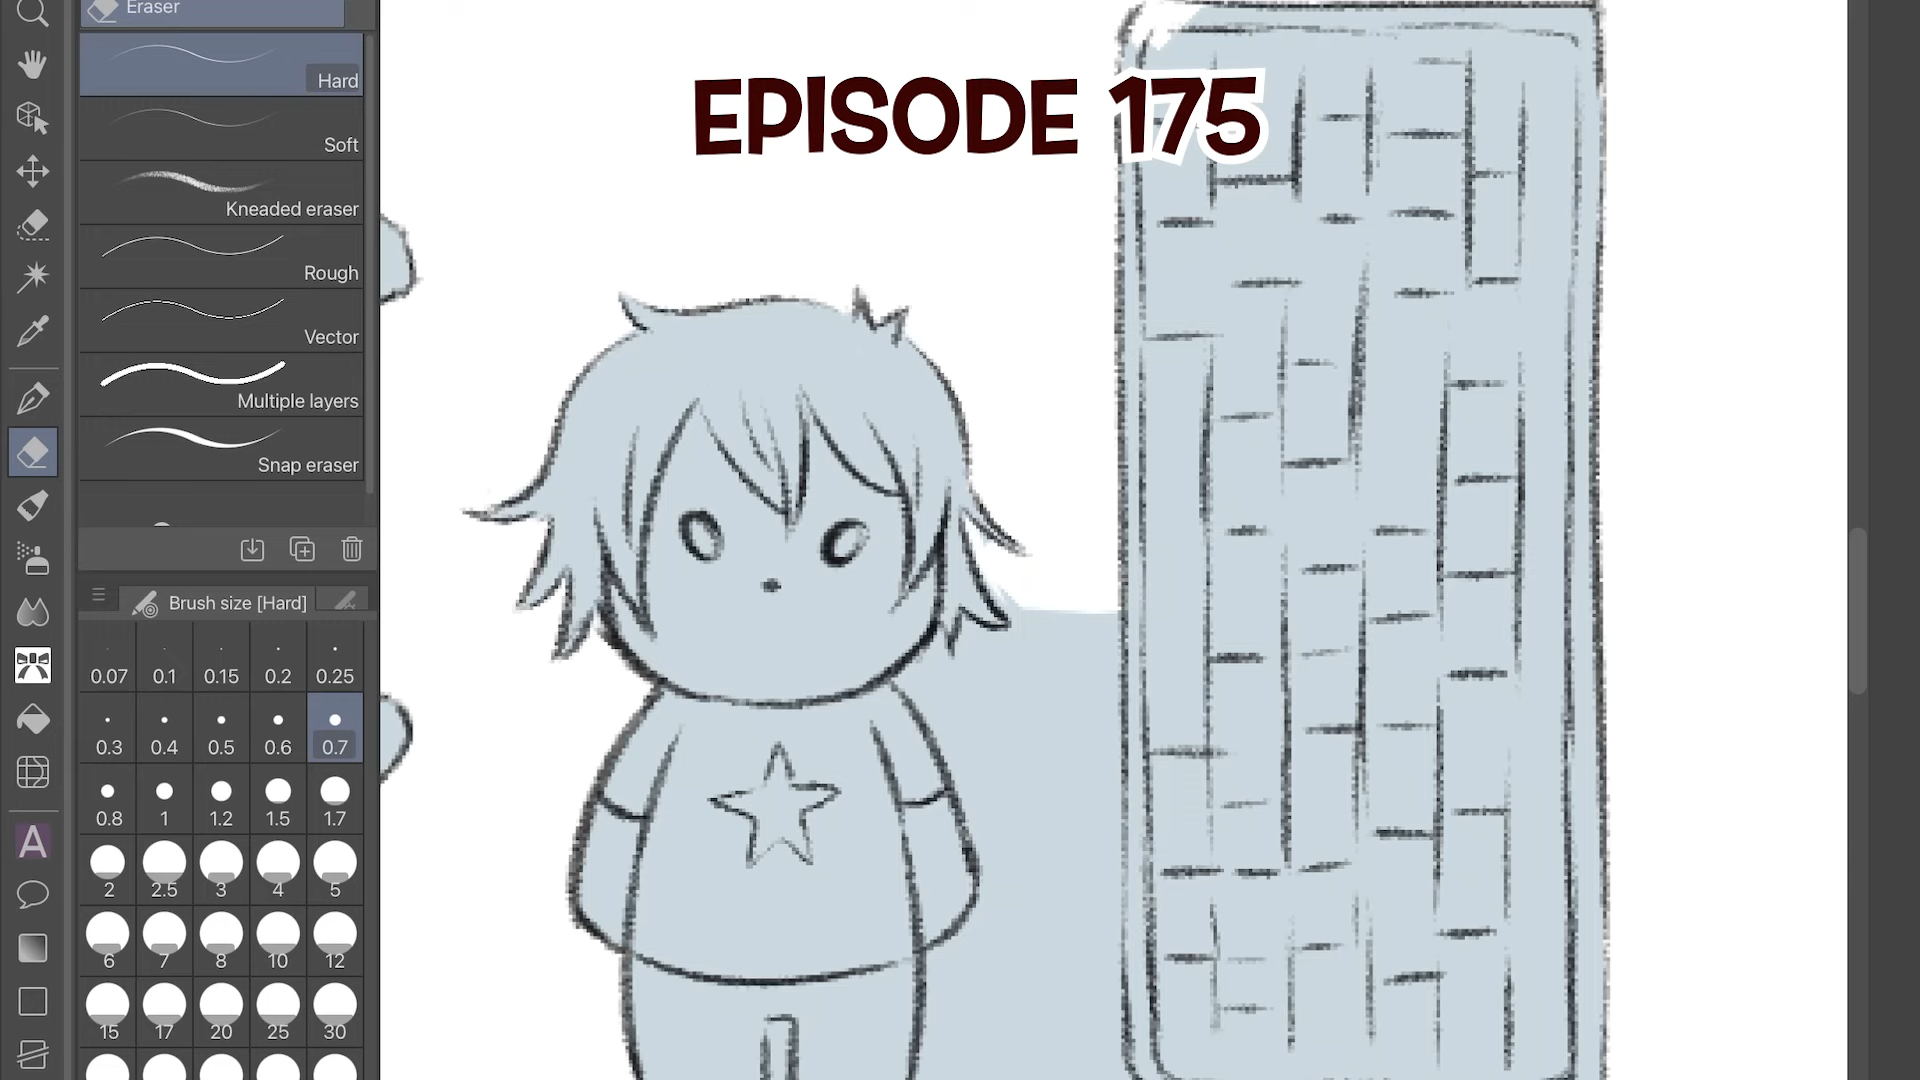 Eraser
EPISODE 175
Hard
Soft
Kneaded eraser
Rough
Vector
Multiple layers
Snap eraser
Brush size [Hard]
0.07 0.1 0.15 0.2 0.25
0.3 0.4 0.5 0.6 0.7
0.8 1 1.2 1.5 1.7
2 2.5 3 4 5
6 7 8 10 12
15 17 20 25 30
A